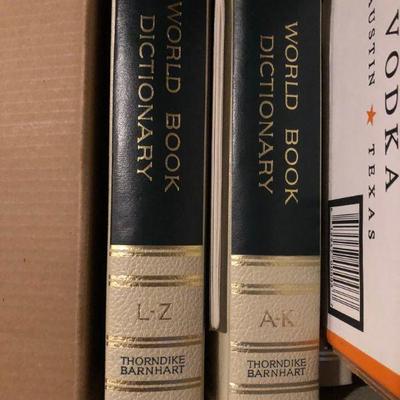 WORLD BOOK
DICTIONARY
L-Z
THORNDIKE
BARNHART
WORLD BOOK
DICTIONARY
A-K
THORNDIKE
BARNHART
VODKA
AUSTIN ★ TEXAS